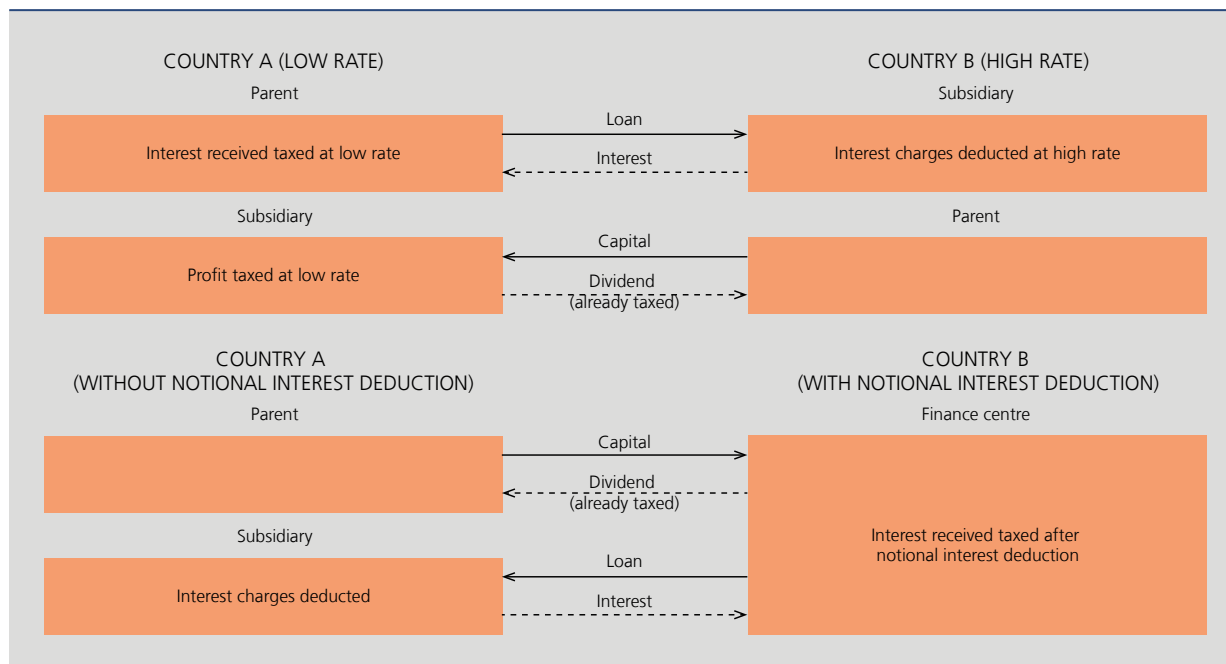 COUNTRY A (LOW RATE)
COUNTRY B (HIGH RATE)
Parent
Subsidiary
Interest received taxed at low rate
Loan
Interest
Interest charges deducted at high rate
Subsidiary
Parent
Profit taxed at low rate
Capital
Dividend
(already taxed)
COUNTRY A
(WITHOUT NOTIONAL INTEREST DEDUCTION)
COUNTRY B
(WITH NOTIONAL INTEREST DEDUCTION)
Parent
Finance centre
Capital
Dividend
(already taxed)
Interest received taxed after
notional interest deduction
Subsidiary
Interest charges deducted
Loan
Interest